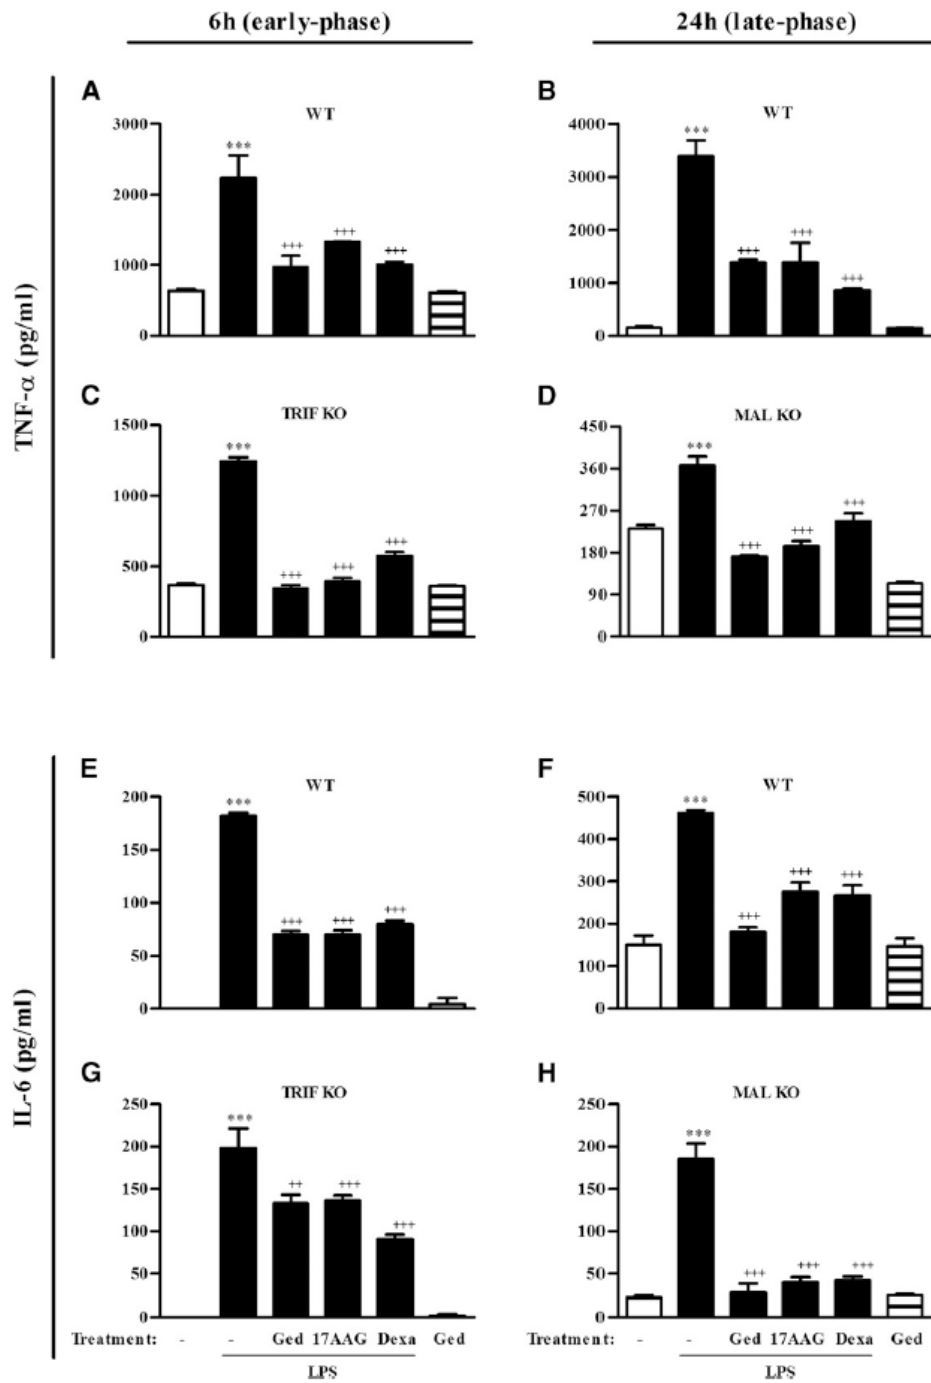 6h (early-phase) 24h (late-phase)
TNF-α (pg/ml)
A B
WT WT
3000 4000
*** ***
2000 3000
+++ +++ +++ 2000 +++ +++
1000 1000 +++
0 0
C D
TRIF KO MAL KO
1500 450
*** ***
1000 360
270 +++
500 +++ +++ +++ 180 +++ +++
90
0 0
IL-6 (pg/ml)
E F
WT WT
200 500
*** ***
150 400
100 300 +++ +++
+++ +++ +++ 200 +++
50 100
0 0
G H
TRIF KO MAL KO
250 250
*** ***
200 200
150 ++ +++ 150
100 +++ 100
50 50 +++ +++ +++
0 0
Treatment: - - Ged 17AAG Dexa Ged - - Ged 17AAG Dexa Ged
LPS LPS